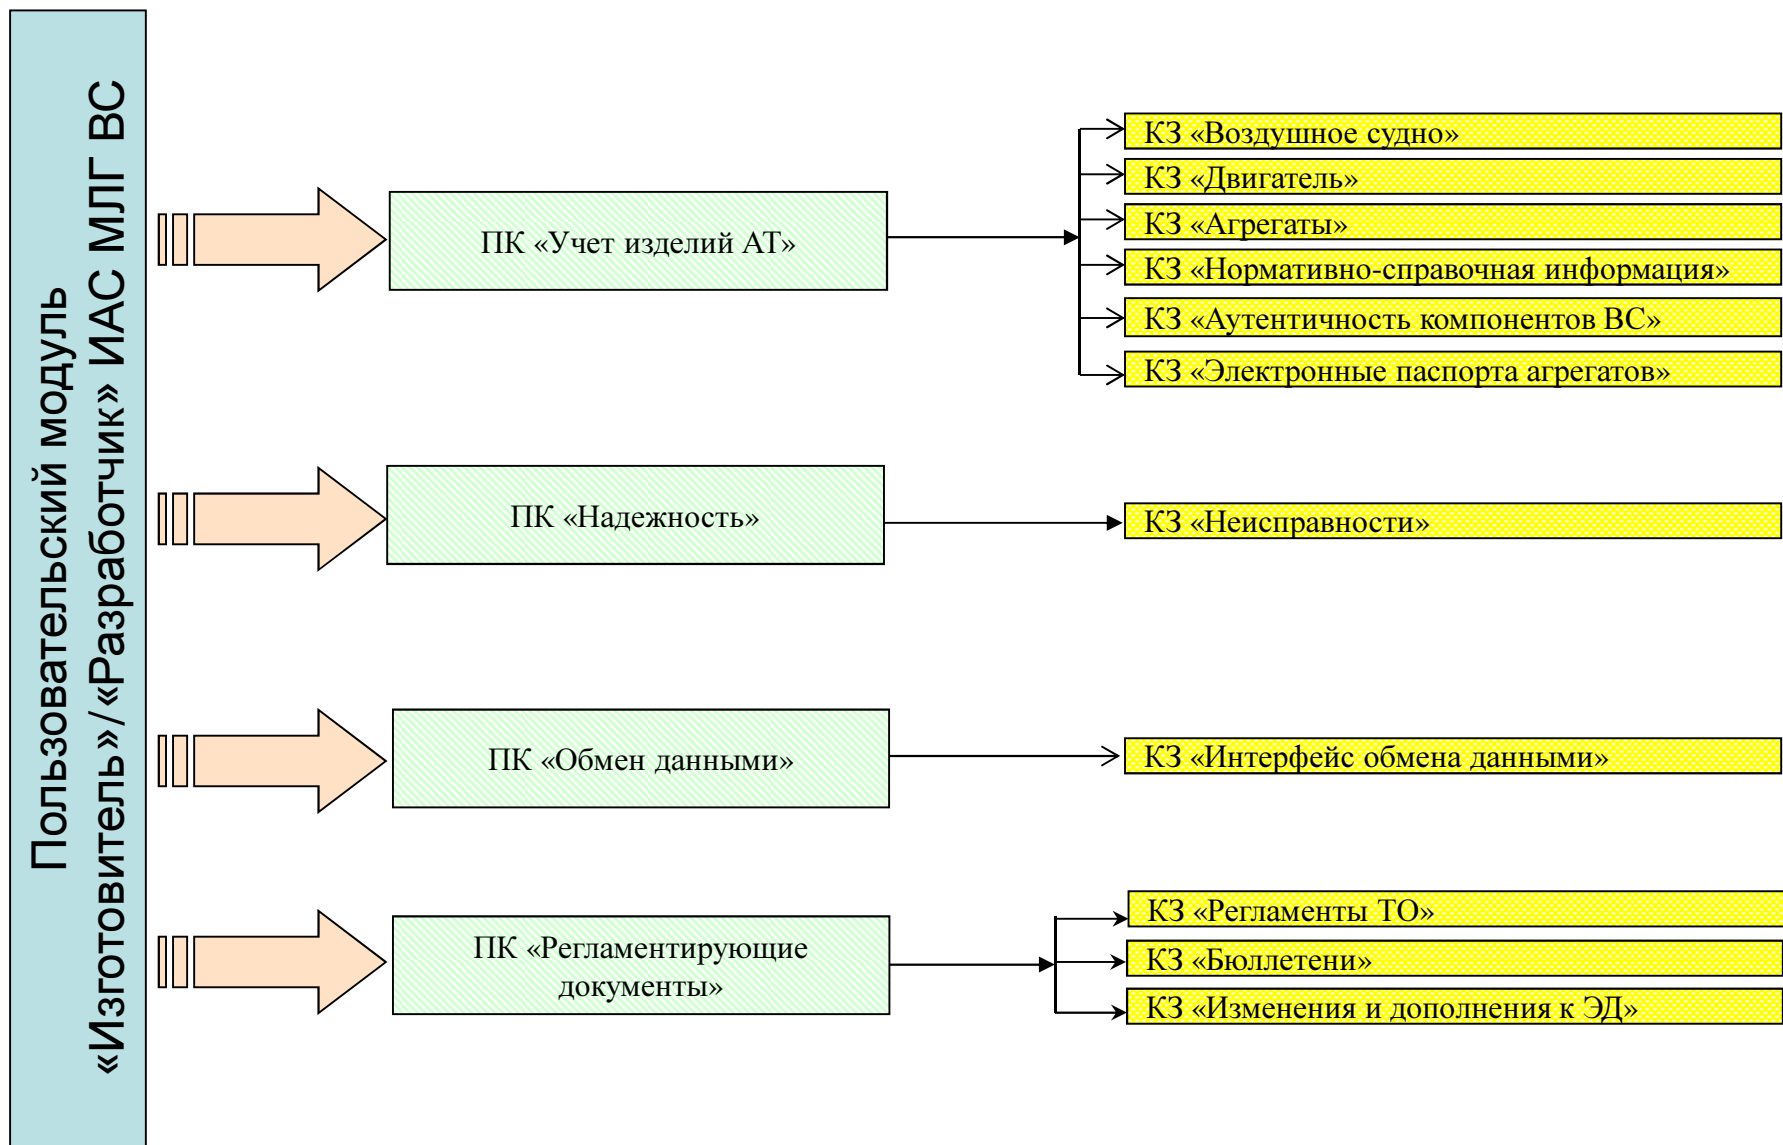 Пользовательский модуль
«Изготовитель»/«Разработчик» ИАС МЛГ ВС
ПК «Учет изделий АТ»
КЗ «Воздушное судно»
КЗ «Двигатель»
КЗ «Агрегаты»
КЗ «Нормативно-справочная информация»
КЗ «Аутентичность компонентов ВС»
КЗ «Электронные паспорта агрегатов»
ПК «Надежность»
КЗ «Неисправности»
ПК «Обмен данными»
КЗ «Интерфейс обмена данными»
ПК «Регламентирующие
документы»
КЗ «Регламенты ТО»
КЗ «Бюллетени»
КЗ «Изменения и дополнения к ЭД»